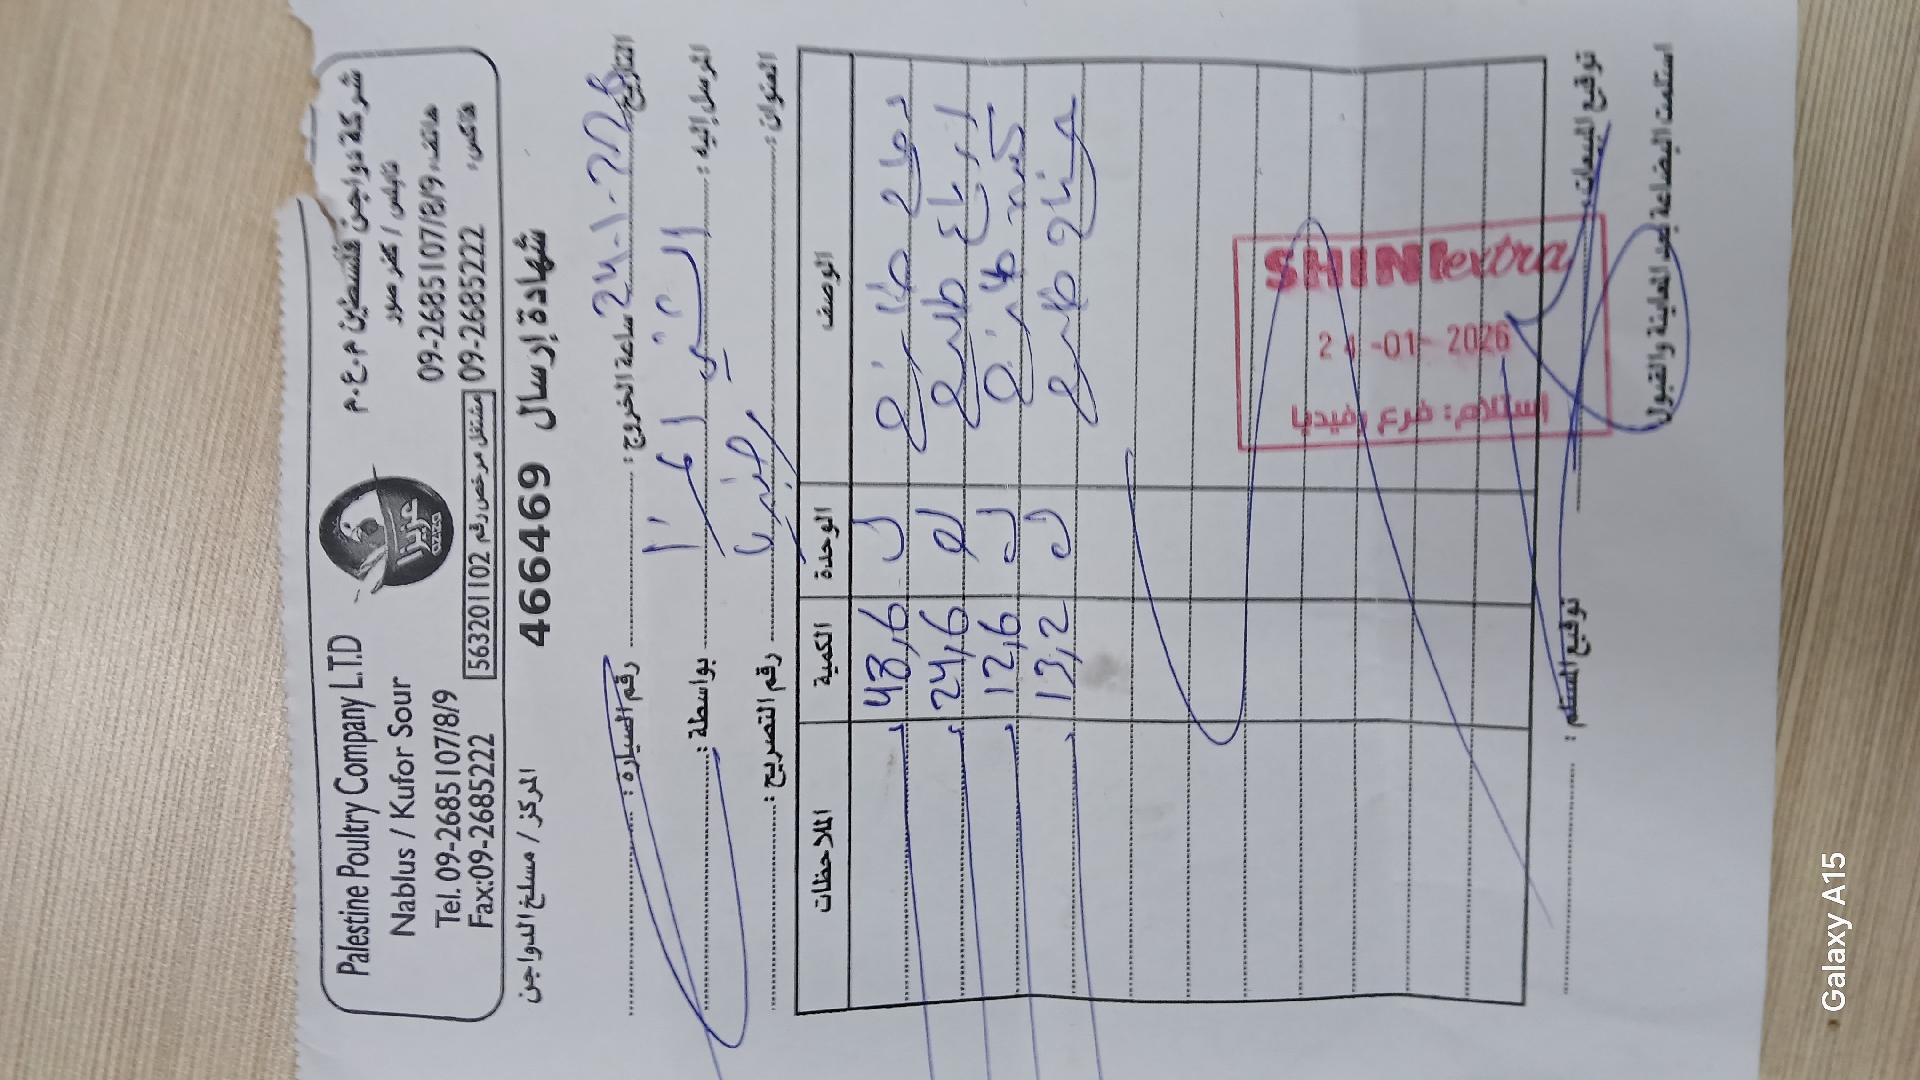 Palestine Poultry Company L.T.D
Nablus / Kufor Sour
Tel. 09-2685107/8/9
Fax:09-2685222
شركة دواجن فلسطين م.ع.م
نابلس / كفر صور
هاتف: 09-2685107/8/9
فاكس: 09-2685222
عزيزا
مشتغل مرخص رقم 563201102
المركز / مسلخ الدواجن
466469 شهادة إرسال
التاريخ 24-1-2026 ساعة الخروج: رقم السيارة:
المرسل إليه: بواسطة:
العنوان: رقم التصريح:
الوصف الوحدة الكمية الملاحظات
48,6
24,6
12,6
13,2
SHINI extra
24-01-2026
استلام: فرع رفيديا
توقيع المبيعات توقيع المستلم:
استلمت البضاعة بعد المعاينة والقبول
Galaxy A15